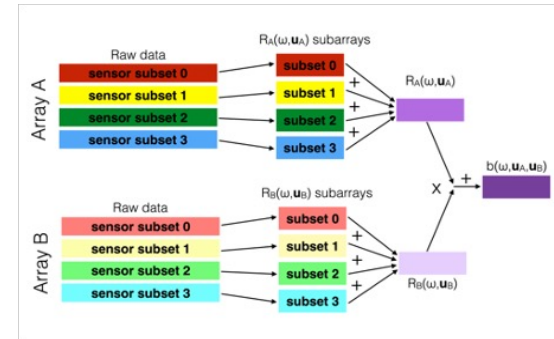 Array A
Raw data
sensor subset 0
sensor subset 1
sensor subset 2
sensor subset 3
R_A(ω,u_A) subarrays
subset 0
+
subset 1
+
subset 2
+
subset 3
R_A(ω,u_A)
X
+
b(ω,u_A,u_B)
Array B
Raw data
sensor subset 0
sensor subset 1
sensor subset 2
sensor subset 3
R_B(ω,u_B) subarrays
subset 0
+
subset 1
+
subset 2
+
subset 3
R_B(ω,u_B)